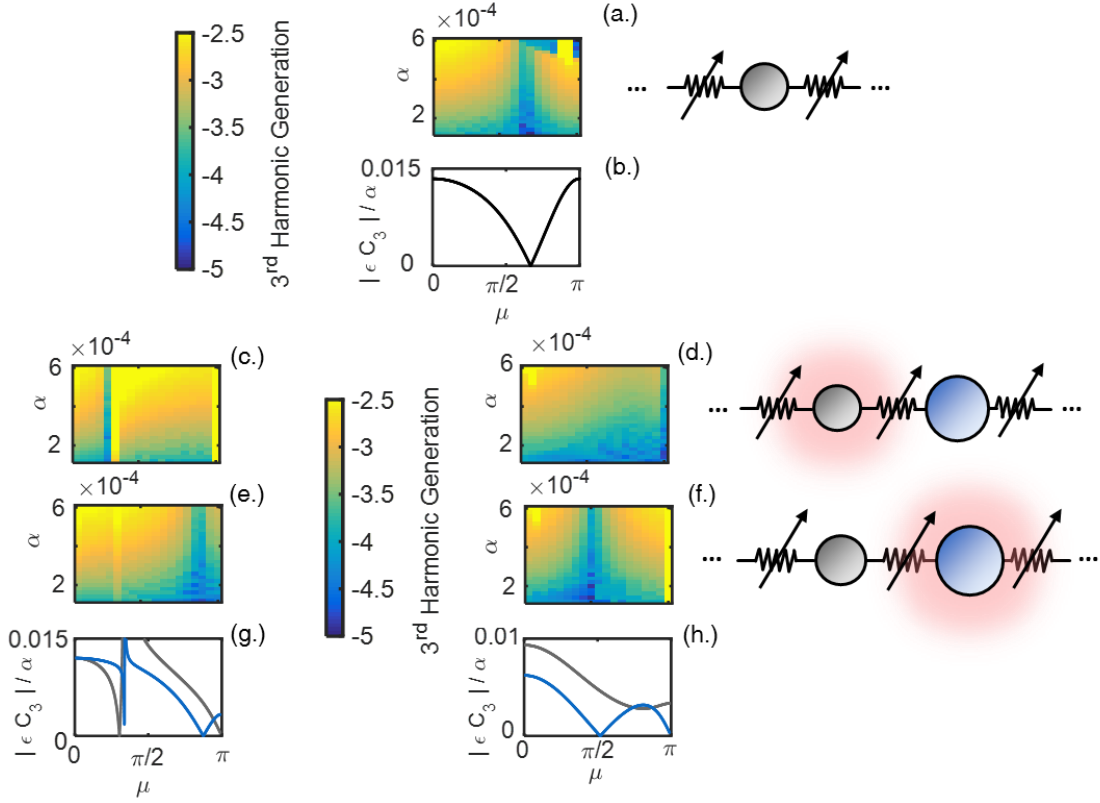 ×10⁻⁴
(a.)
-2.5
-3
-3.5
-4
-4.5
-5
3rd Harmonic Generation
6
α
2
... ...
(b.)
0.015
| ϵ C₃ | / α
0
0 π/2 π
μ
×10⁻⁴
(c.)
6
α
2
×10⁻⁴
(e.)
6
α
2
(g.)
0.015
| ϵ C₃ | / α
0
0 π/2 π
μ
-2.5
-3
-3.5
-4
-4.5
-5
3rd Harmonic Generation
×10⁻⁴
(d.)
6
α
2
... ...
×10⁻⁴
(f.)
6
α
2
... ...
(h.)
0.01
| ϵ C₃ | / α
0
0 π/2 π
μ